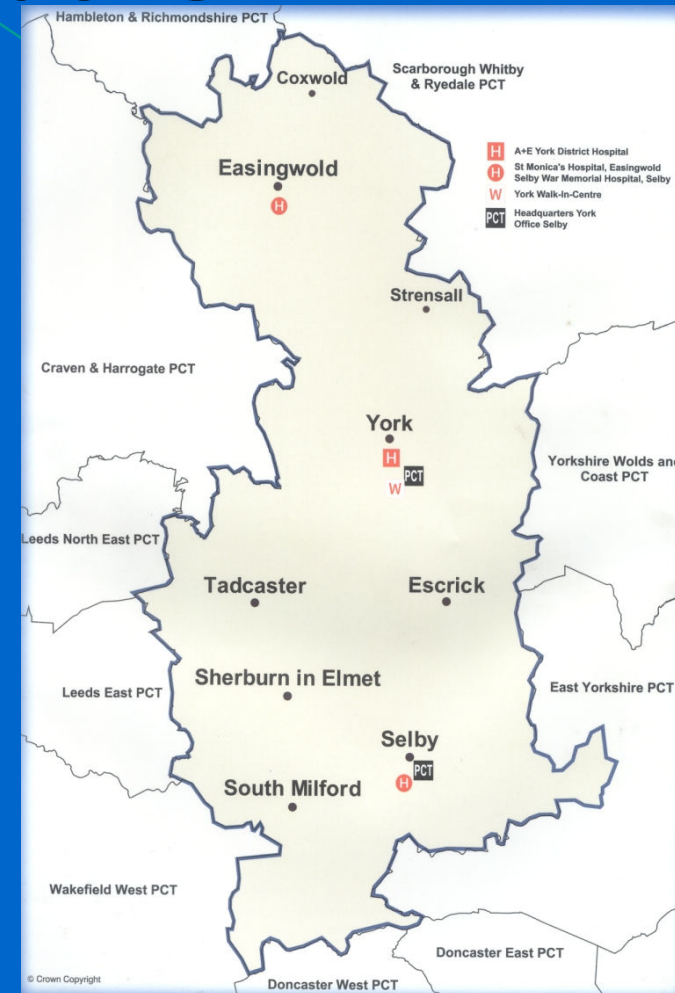 Hambleton & Richmondshire PCT
Coxwold
Scarborough Whitby
& Ryedale PCT
H A+E York District Hospital
H St Monica's Hospital, Easingwold
Selby War Memorial Hospital, Selby
W York Walk-In-Centre
PCT Headquarters York
Office Selby
Easingwold
H
Strensall
Craven & Harrogate PCT
York
H
PCT
W
Yorkshire Wolds and
Coast PCT
Leeds North East PCT
Tadcaster
Escrick
Sherburn in Elmet
Leeds East PCT
East Yorkshire PCT
Selby
PCT
H
South Milford
Wakefield West PCT
Doncaster East PCT
© Crown Copyright
Doncaster West PCT